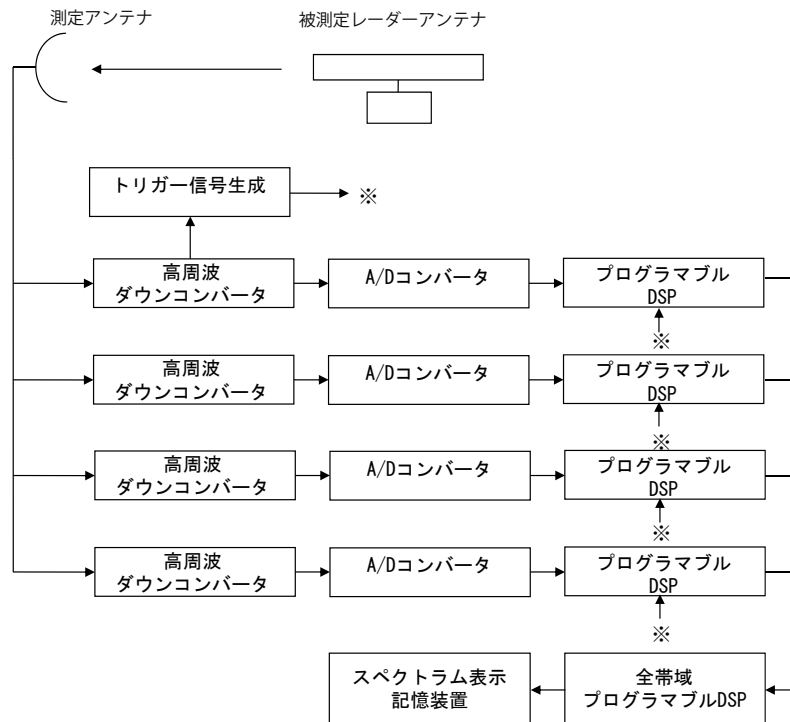 測定アンテナ
被測定レーダーアンテナ
トリガー信号生成
※
高周波
ダウンコンバータ
A/Dコンバータ
プログラマブル
DSP
※
高周波
ダウンコンバータ
A/Dコンバータ
プログラマブル
DSP
※
高周波
ダウンコンバータ
A/Dコンバータ
プログラマブル
DSP
※
高周波
ダウンコンバータ
A/Dコンバータ
プログラマブル
DSP
※
スペクトラム表示
記憶装置
全帯域
プログラマブルDSP